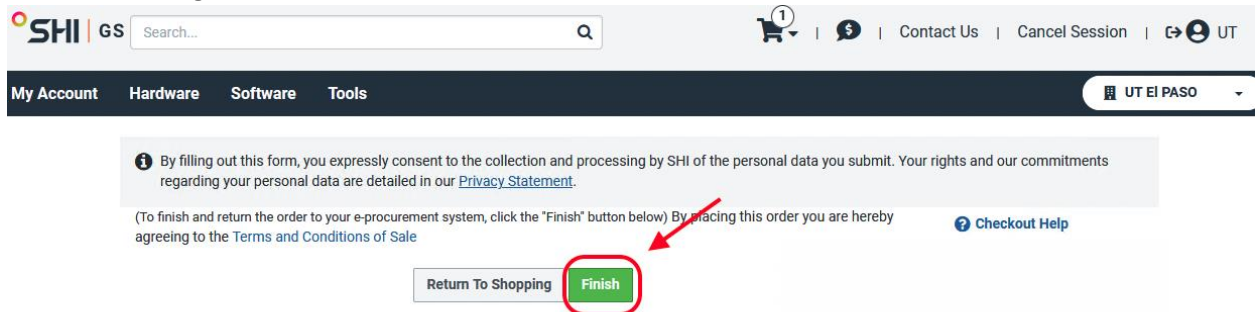 SHI | GS Search... 1 | $ | Contact Us | Cancel Session | UT
My Account Hardware Software Tools UT El PASO
By filling out this form, you expressly consent to the collection and processing by SHI of the personal data you submit. Your rights and our commitments
regarding your personal data are detailed in our Privacy Statement.
(To finish and return the order to your e-procurement system, click the "Finish" button below) By placing this order you are hereby
agreeing to the Terms and Conditions of Sale
Checkout Help
Return To Shopping Finish